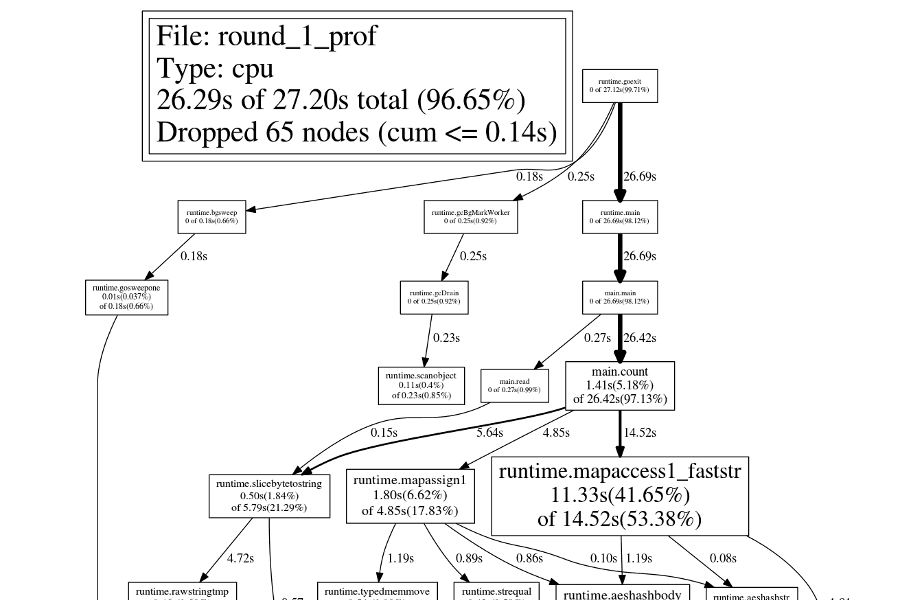 File: round_1_prof
Type: cpu
26.29s of 27.20s total (96.65%)
Dropped 65 nodes (cum <= 0.14s)
runtime.goexit
0 of 27.12s(99.71%)
0.18s
0.25s
26.69s
runtime.bgsweep
0 of 0.18s(0.66%)
runtime.gcBgMarkWorker
0 of 0.25s(0.92%)
runtime.main
0 of 26.69s(98.12%)
0.18s
0.25s
26.69s
runtime.gosweepone
0.01s(0.037%)
of 0.18s(0.66%)
runtime.gcDrain
0 of 0.25s(0.92%)
main.main
0 of 26.69s(98.12%)
0.23s
0.27s
26.42s
runtime.scanobject
0.11s(0.4%)
of 0.23s(0.85%)
main.read
0 of 0.27s(0.99%)
main.count
1.41s(5.18%)
of 26.42s(97.13%)
0.15s
5.64s
4.85s
14.52s
runtime.slicebytetostring
0.50s(1.84%)
of 5.79s(21.29%)
runtime.mapassign1
1.80s(6.62%)
of 4.85s(17.83%)
runtime.mapaccess1_faststr
11.33s(41.65%)
of 14.52s(53.38%)
4.72s
1.19s
0.89s
0.86s
0.10s
1.19s
0.08s
runtime.rawstringtmp
runtime.typedmemmove
runtime.strequal
runtime.aeshashbody
runtime.aeshashstr